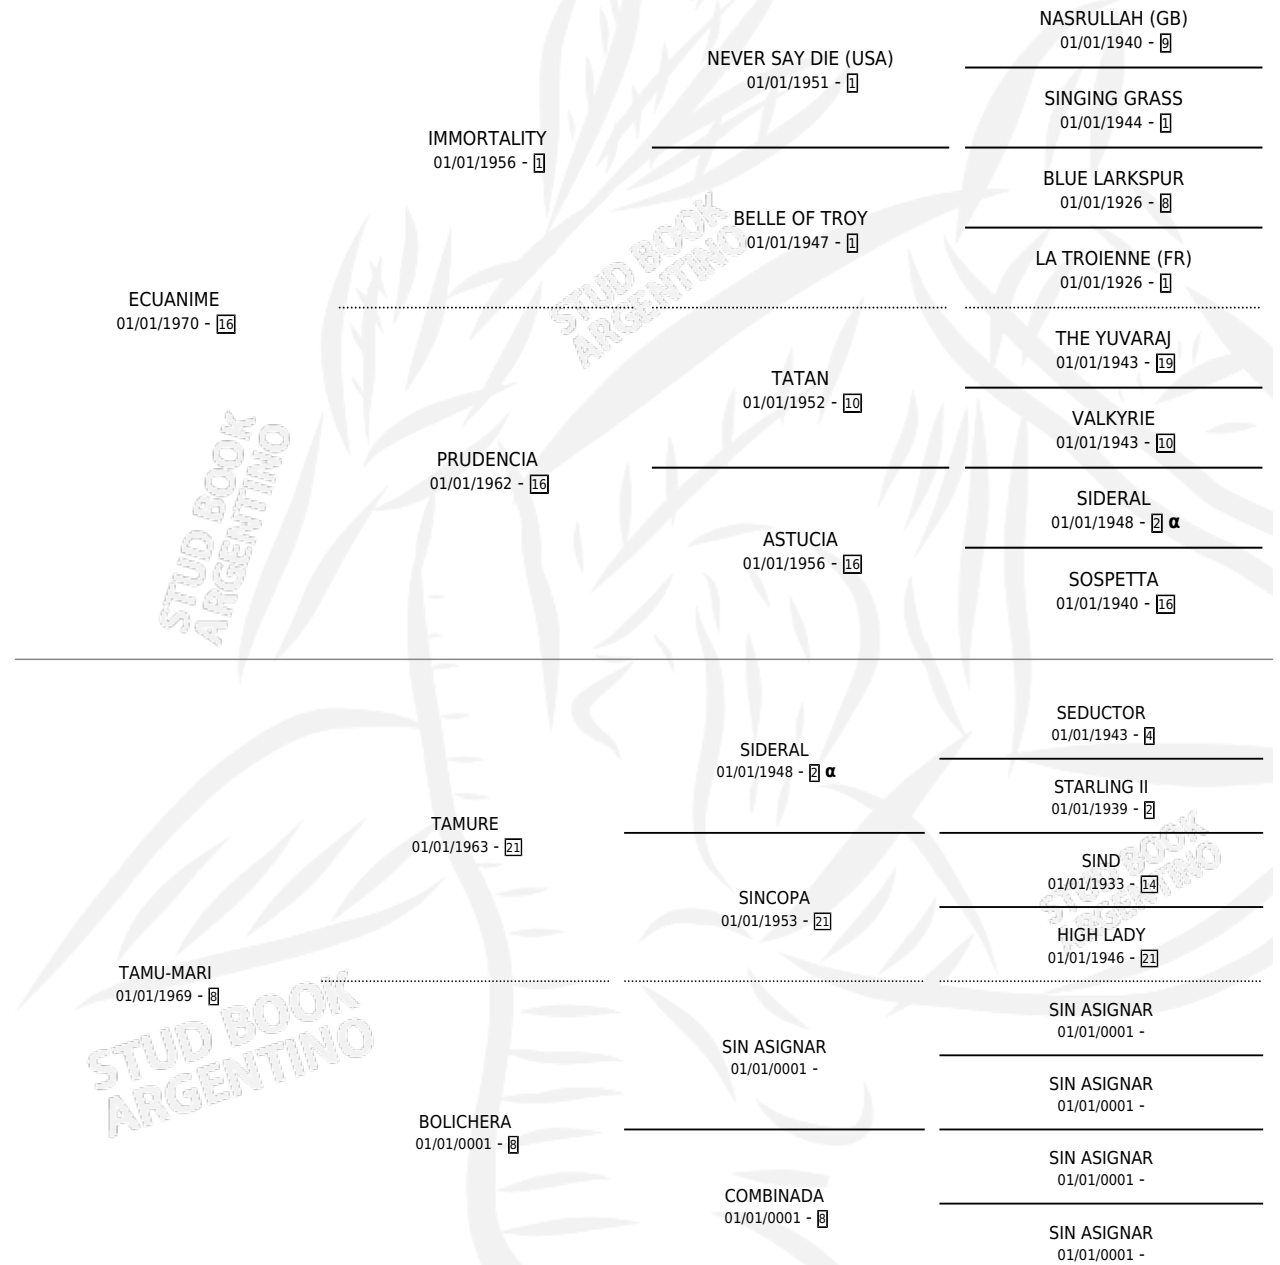 NASRULLAH (GB)
01/01/1940 - 9
NEVER SAY DIE (USA)
01/01/1951 - 1
SINGING GRASS
01/01/1944 - 1
IMMORTALITY
01/01/1956 - 1
BLUE LARKSPUR
01/01/1926 - 8
BELLE OF TROY
01/01/1947 - 1
LA TROIENNE (FR)
01/01/1926 - 1
ECUANIME
01/01/1970 - 16
THE YUVARAJ
01/01/1943 - 19
TATAN
01/01/1952 - 10
VALKYRIE
01/01/1943 - 10
PRUDENCIA
01/01/1962 - 16
SIDERAL
01/01/1948 - 2 α
ASTUCIA
01/01/1956 - 16
SOSPETTA
01/01/1940 - 16
SEDUCTOR
01/01/1943 - 4
SIDERAL
01/01/1948 - 2 α
STARLING II
01/01/1939 - 2
TAMURE
01/01/1963 - 21
SIND
01/01/1933 - 14
SINCOPA
01/01/1953 - 21
HIGH LADY
01/01/1946 - 21
TAMU-MARI
01/01/1969 - 8
SIN ASIGNAR
01/01/0001 -
SIN ASIGNAR
01/01/0001 -
SIN ASIGNAR
01/01/0001 -
BOLICHERA
01/01/0001 - 8
SIN ASIGNAR
01/01/0001 -
COMBINADA
01/01/0001 - 8
SIN ASIGNAR
01/01/0001 -
STUD BOOK
ARGENTINO
STUD BOOK
ARGENTINO
STUD BOOK
ARGENTINO
STUD BOOK
ARGENTINO